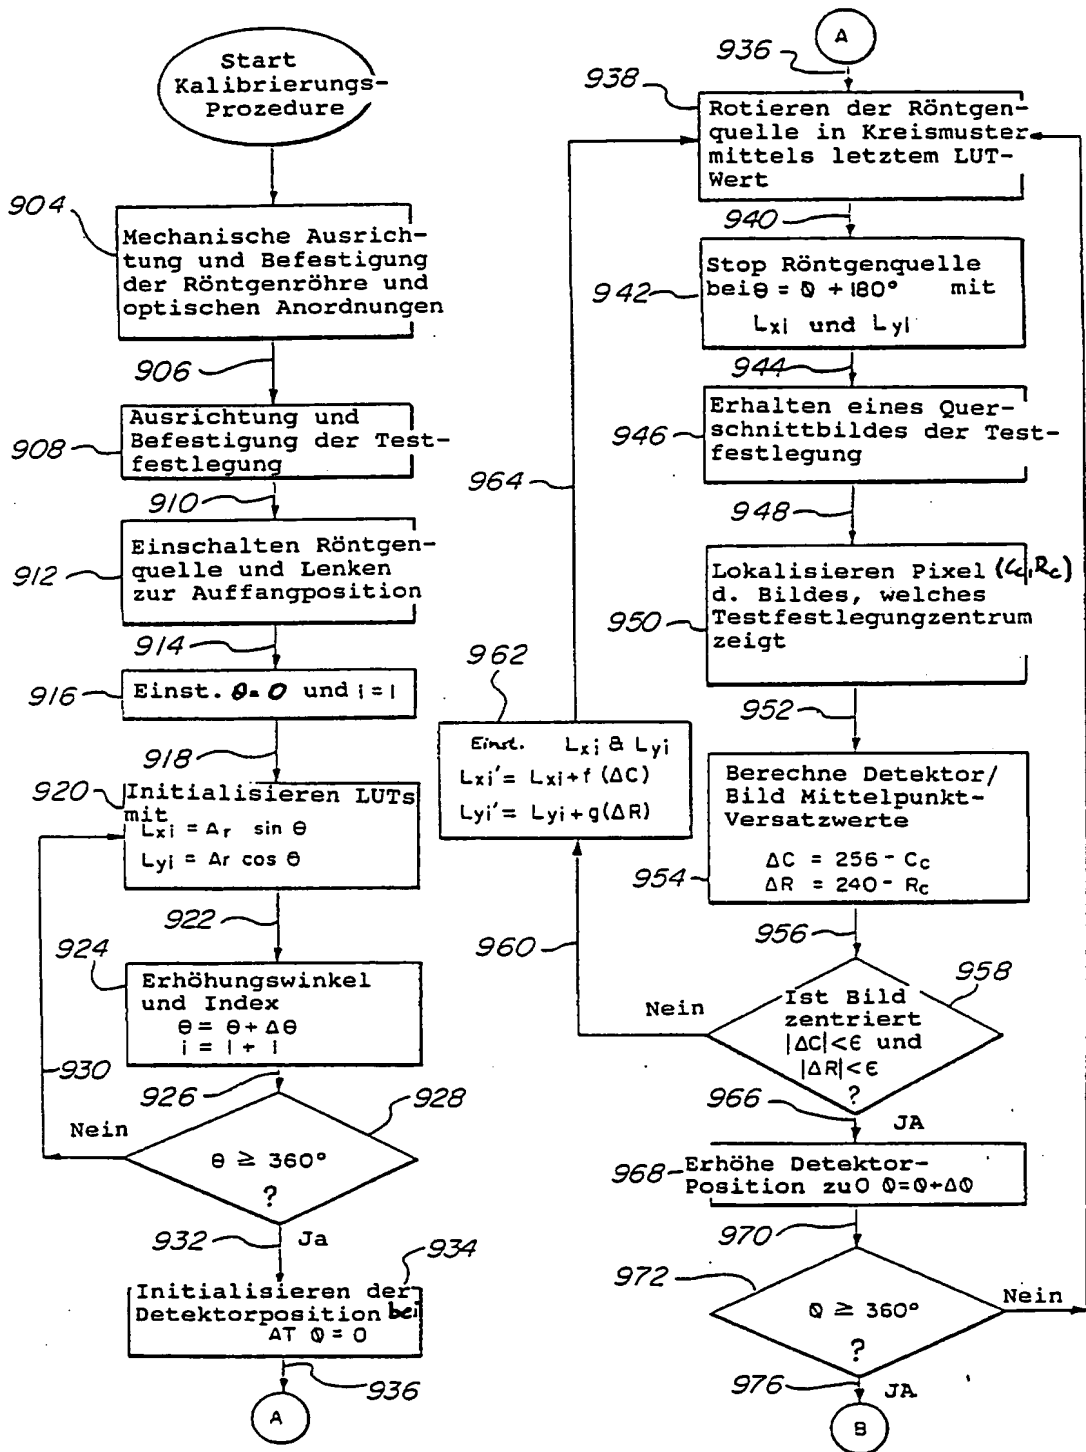 Start
Kalibrierungs-
Prozedure
904
Mechanische Ausrich-
tung und Befestigung
der Röntgenröhre und
optischen Anordnungen
906
Ausrichtung und
Befestigung der Test-
festlegung
908
910
Einschalten Röntgen-
quelle und Lenken
zur Auffangposition
912
914
916
Einst. θ=0 und i=1
918
920
Initialisieren LUTs
mit
Lxi = Ar sin θ
Lyi = Ar cos θ
922
924
Erhöhungswinkel
und Index
θ = θ + Δθ
i = i + 1
930
926
928
Nein
θ ≥ 360°
?
932
Ja
934
Initialisieren der
Detektorposition bei
AT Φ = 0
936
A
A
936
938
Rotieren der Röntgen-
quelle in Kreismuster
mittels letztem LUT-
Wert
940
Stop Röntgenquelle
bei θ = Φ + 180° mit
Lxi und Lyi
942
944
Erhalten eines Quer-
schnittbildes der Test-
festlegung
946
964
948
Lokalisieren Pixel (Cc, Rc)
d. Bildes, welches
Testfestlegungzentrum
zeigt
950
952
962
Einst. Lxi & Lyi
Lxi' = Lxi + f (ΔC)
Lyi' = Lyi + g(ΔR)
Berechne Detektor/
Bild Mittelpunkt-
Versatzwerte
ΔC = 256 - Cc
ΔR = 240 - Rc
954
956
960
958
Nein
Ist Bild
zentriert
|ΔC|<ε und
|ΔR|<ε
?
966
JA
968
Erhöhe Detektor-
Position zu0 Φ=Φ+ΔΦ
970
972
Nein
Φ ≥ 360°
?
976
JA
B